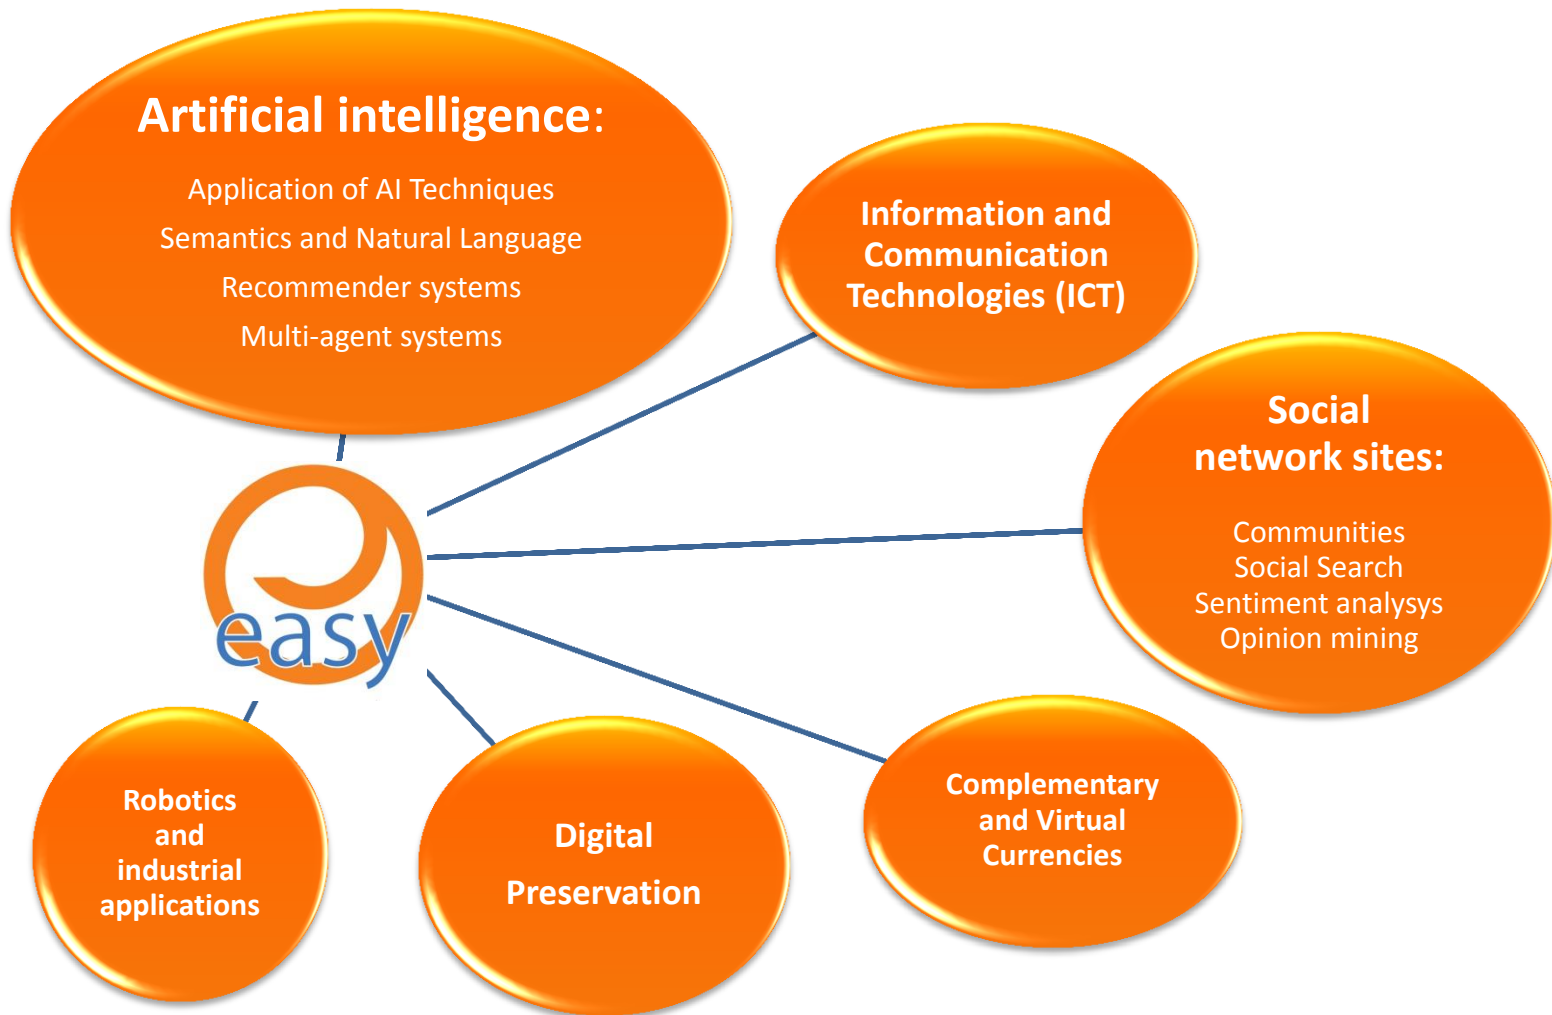 Artificial intelligence:
Application of AI Techniques
Semantics and Natural Language
Recommender systems
Multi-agent systems
Information and
Communication
Technologies (ICT)
Social
network sites:
Communities
Social Search
Sentiment analysys
Opinion mining
easy
Robotics
and
industrial
applications
Digital
Preservation
Complementary
and Virtual
Currencies